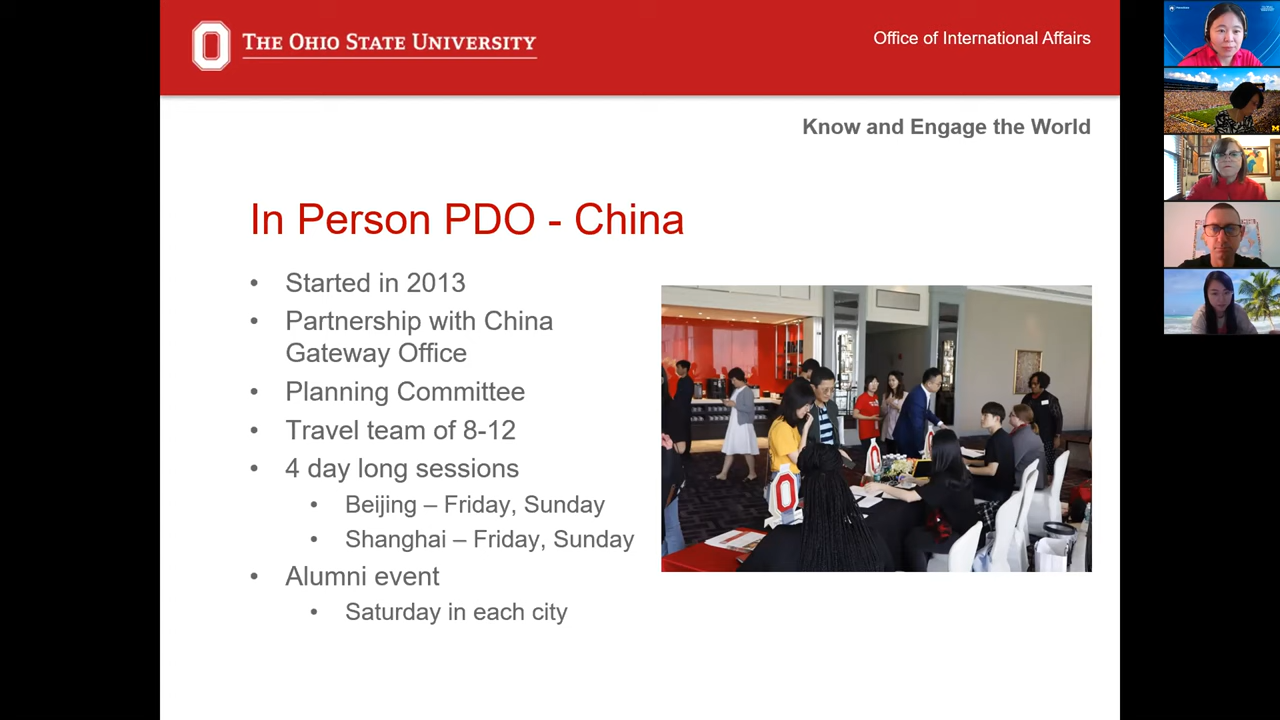 THE OHIO STATE UNIVERSITY
Office of International Affairs
Know and Engage the World
In Person PDO - China
• Started in 2013
• Partnership with China
Gateway Office
• Planning Committee
• Travel team of 8-12
• 4 day long sessions
• Beijing – Friday, Sunday
• Shanghai – Friday, Sunday
• Alumni event
• Saturday in each city